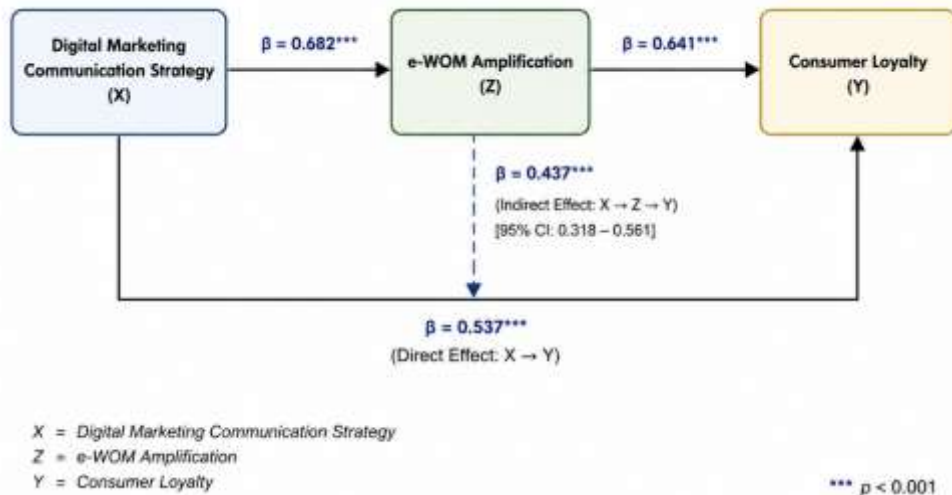 Digital Marketing
Communication Strategy
(X)
β = 0.682***
e-WOM Amplification
(Z)
β = 0.641***
Consumer Loyalty
(Y)
β = 0.437***
(Indirect Effect: X → Z → Y)
[95% CI: 0.318 – 0.561]
β = 0.537***
(Direct Effect: X → Y)
X = Digital Marketing Communication Strategy
Z = e-WOM Amplification
Y = Consumer Loyalty
*** p < 0.001